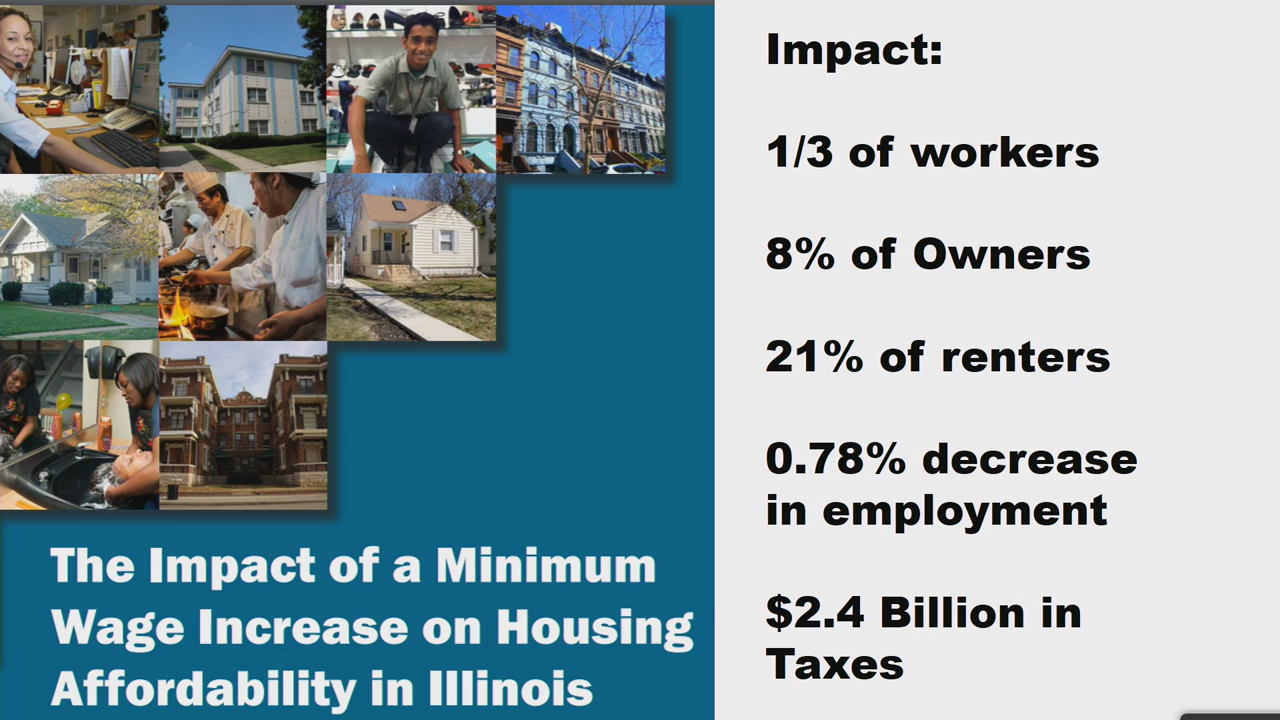 The Impact of a Minimum
Wage Increase on Housing
Affordability in Illinois
Impact:
1/3 of workers
8% of Owners
21% of renters
0.78% decrease
in employment
$2.4 Billion in
Taxes